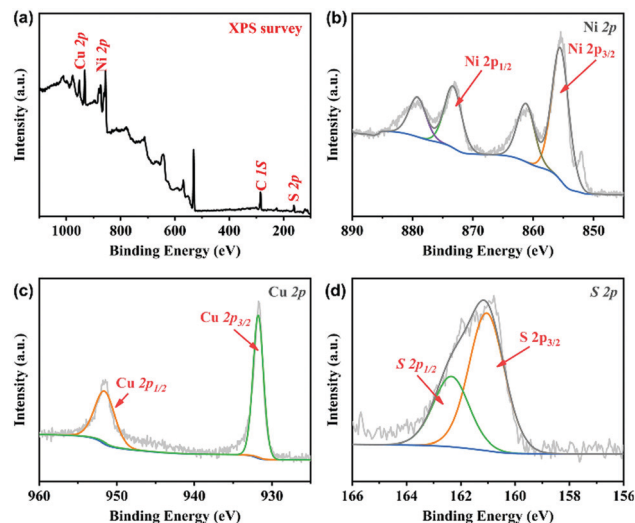 (a)
XPS survey
Cu 2p
Ni 2p
C 1S
S 2p
Intensity (a.u.)
1000 800 600 400 200
Binding Energy (eV)
(b)
Ni 2p
Ni 2p1/2
Ni 2p3/2
Intensity (a.u.)
890 880 870 860 850
Binding Energy (eV)
(c)
Cu 2p
Cu 2p3/2
Cu 2p1/2
Intensity (a.u.)
960 950 940 930
Binding Energy (eV)
(d)
S 2p
S 2p1/2
S 2p3/2
Intensity (a.u.)
166 164 162 160 158 156
Binding Energy (eV)